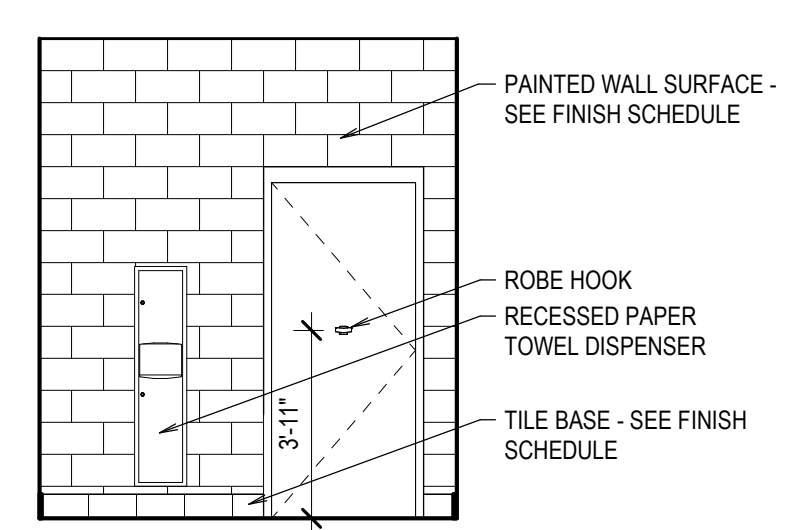 PAINTED WALL SURFACE -
SEE FINISH SCHEDULE
ROBE HOOK
RECESSED PAPER
TOWEL DISPENSER
3'-11"
TILE BASE - SEE FINISH
SCHEDULE